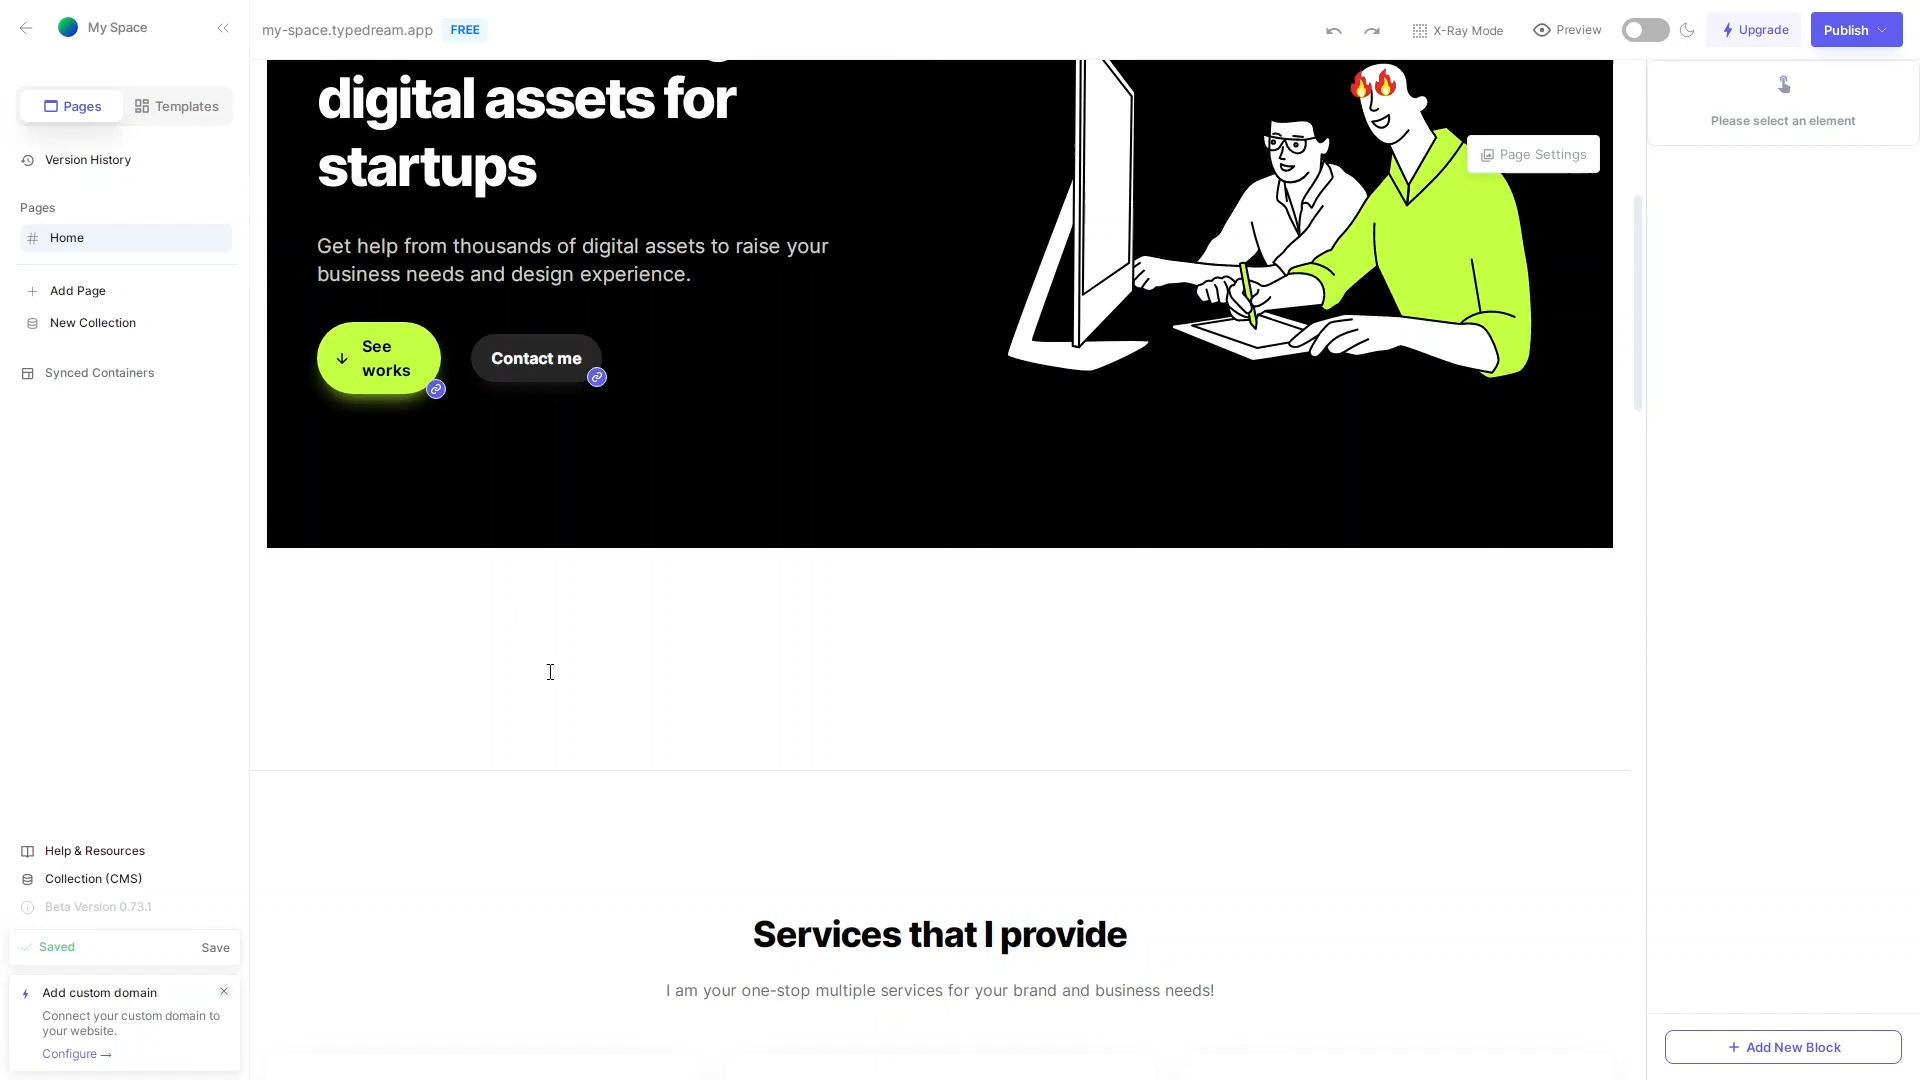 My Space
my-space.typedream.app
FREE
X-Ray Mode
Preview
Upgrade
Publish
Pages
Templates
Version History
Pages
Home
Add Page
New Collection
Synced Containers
digital assets for
startups
Get help from thousands of digital assets to raise your
business needs and design experience.
See
works
Contact me
Page Settings
Please select an element
Services that I provide
I am your one-stop multiple services for your brand and business needs!
Help & Resources
Collection (CMS)
Beta Version 0.73.1
Saved
Save
Add custom domain
Connect your custom domain to
your website.
Configure →
+ Add New Block